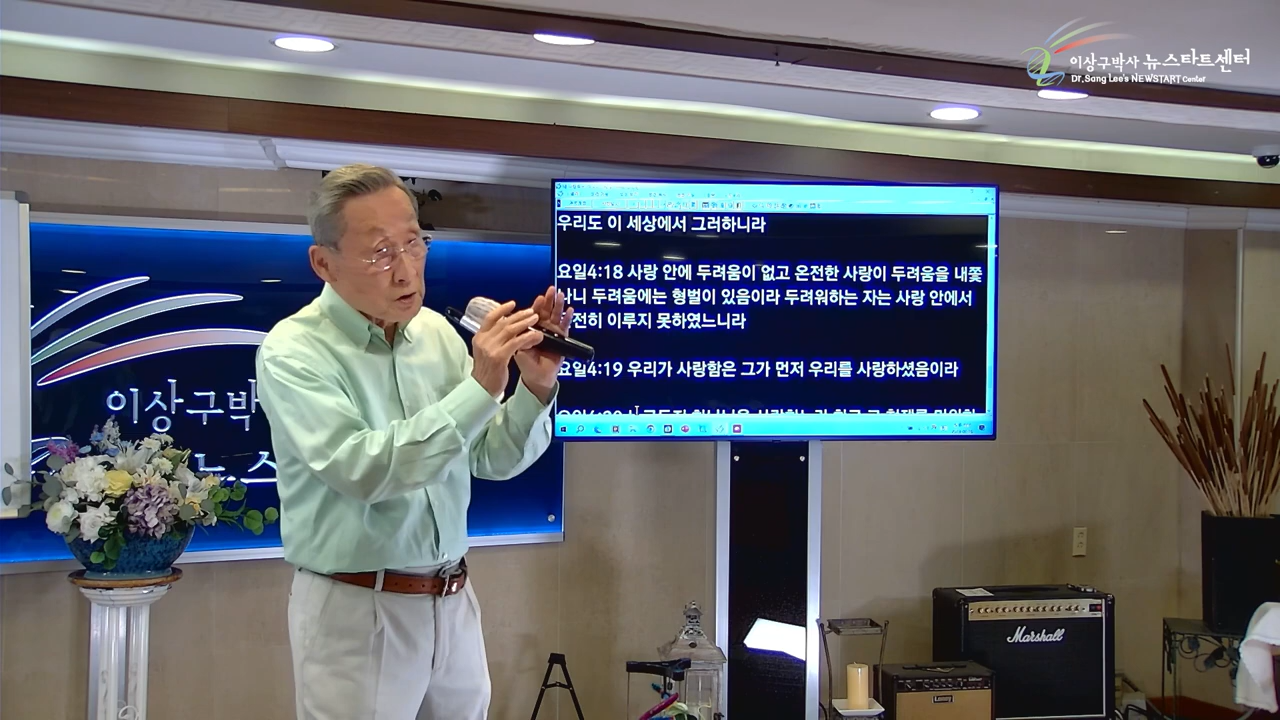 이상구박사 뉴스타트센터
Dr. Sang Lee's NEWSTART Center
우리도 이 세상에서 그러하니라
요일4:18 사랑 안에 두려움이 없고 온전한 사랑이 두려움을 내쫓
나니 두려움에는 형벌이 있음이라 두려워하는 자는 사랑 안에서
전히 이루지 못하였느니라
요일4:19 우리가 사랑함은 그가 먼저 우리를 사랑하셨음이라
이상구박
뉴스
Marshall
Laney